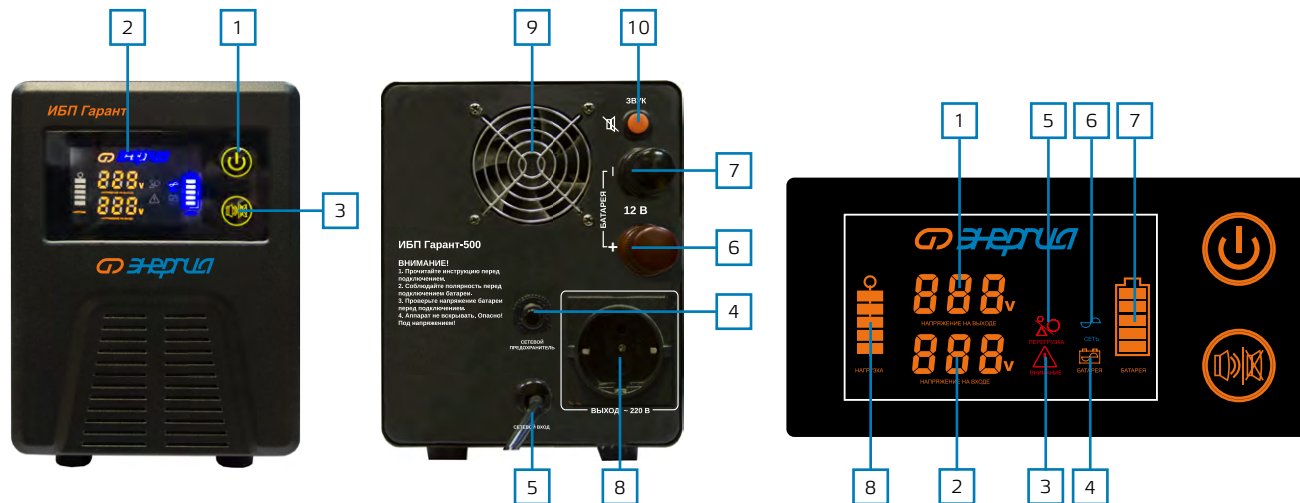 2
1
9
10
ИБП Гарант
Энергия
888v
888v
3
Энергия
ЗВУК
7
БАТАРЕЯ
12 В
+
6
ИБП Гарант-500
ВНИМАНИЕ!
1. Прочитайте инструкцию перед
подключением.
2. Соблюдайте полярность перед
подключением батареи.
3. Проверьте напряжение батареи
перед подключением.
4. Аппарат не вскрывать. Опасно!
Под напряжением!
4
СЕТЕВОЙ
ПРЕДОХРАНИТЕЛЬ
ВЫХОД ~ 220 В
СЕТЕВОЙ ВХОД
5
8
1
5
6
7
Энергия
888v
НАПРЯЖЕНИЕ НА ВЫХОДЕ
ПЕРЕГРУЗКА
СЕТЬ
888v
НАПРЯЖЕНИЕ НА ВХОДЕ
НАГРУЗКА
ВНИМАНИЕ
БАТАРЕЯ
БАТАРЕЯ
8
2
3
4